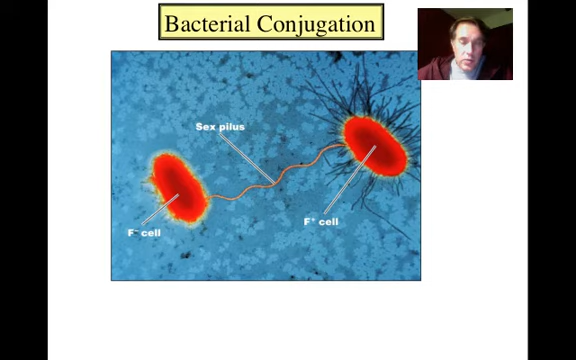 Bacterial Conjugation
Sex pilus
F⁺ cell
F⁻ cell